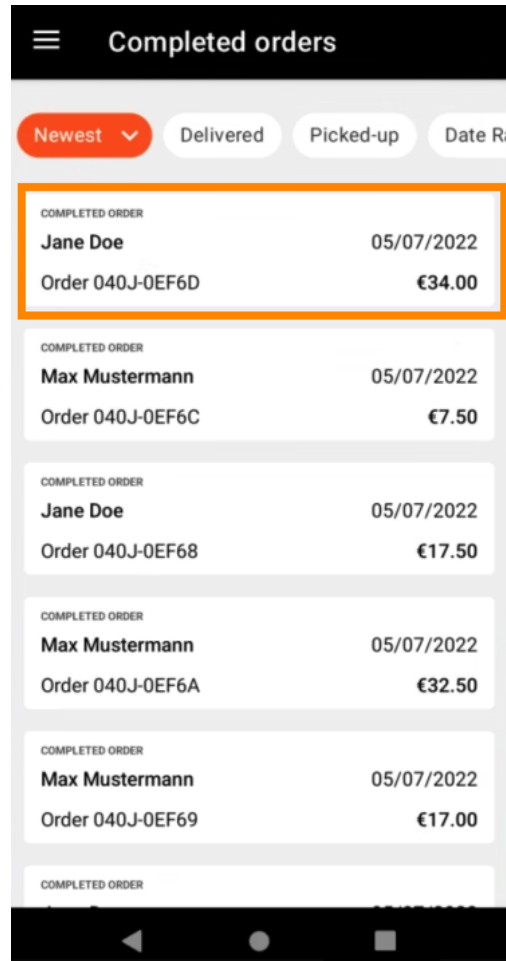 Completed orders
Newest Delivered Picked-up Date Ra
COMPLETED ORDER
Jane Doe 05/07/2022
Order 040J-0EF6D €34.00
COMPLETED ORDER
Max Mustermann 05/07/2022
Order 040J-0EF6C €7.50
COMPLETED ORDER
Jane Doe 05/07/2022
Order 040J-0EF68 €17.50
COMPLETED ORDER
Max Mustermann 05/07/2022
Order 040J-0EF6A €32.50
COMPLETED ORDER
Max Mustermann 05/07/2022
Order 040J-0EF69 €17.00
COMPLETED ORDER